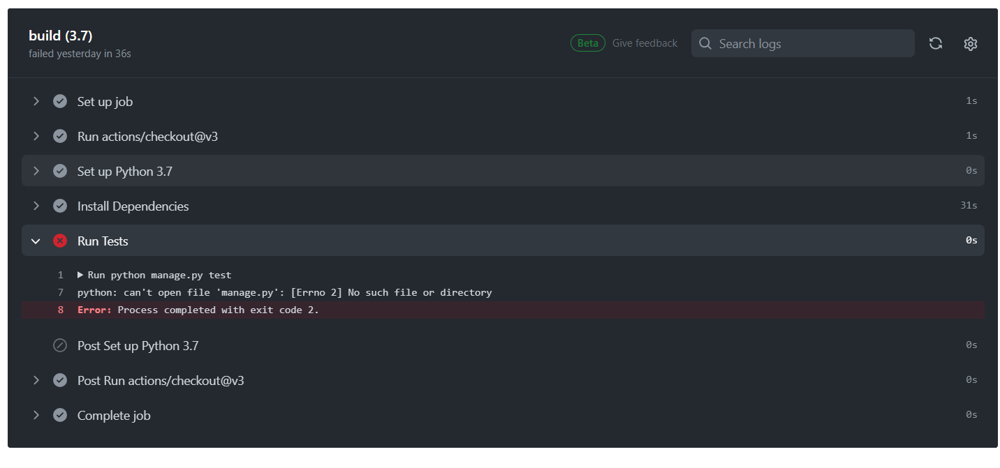 build (3.7)
failed yesterday in 36s
Beta Give feedback Search logs
Set up job 1s
Run actions/checkout@v3 1s
Set up Python 3.7 0s
Install Dependencies 31s
Run Tests 0s
1 Run python manage.py test
7 python: can't open file 'manage.py': [Errno 2] No such file or directory
8 Error: Process completed with exit code 2.
Post Set up Python 3.7 0s
Post Run actions/checkout@v3 0s
Complete job 0s